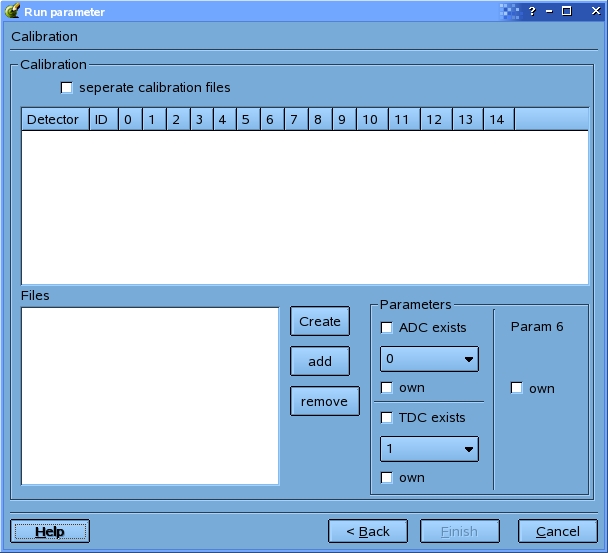 Run parameter
?
Calibration
Calibration
seperate calibration files
Detector ID 0 1 2 3 4 5 6 7 8 9 10 11 12 13 14
Files
Create
add
remove
Parameters
ADC exists
0
own
TDC exists
1
own
Param 6
own
Help
< Back
Finish
Cancel